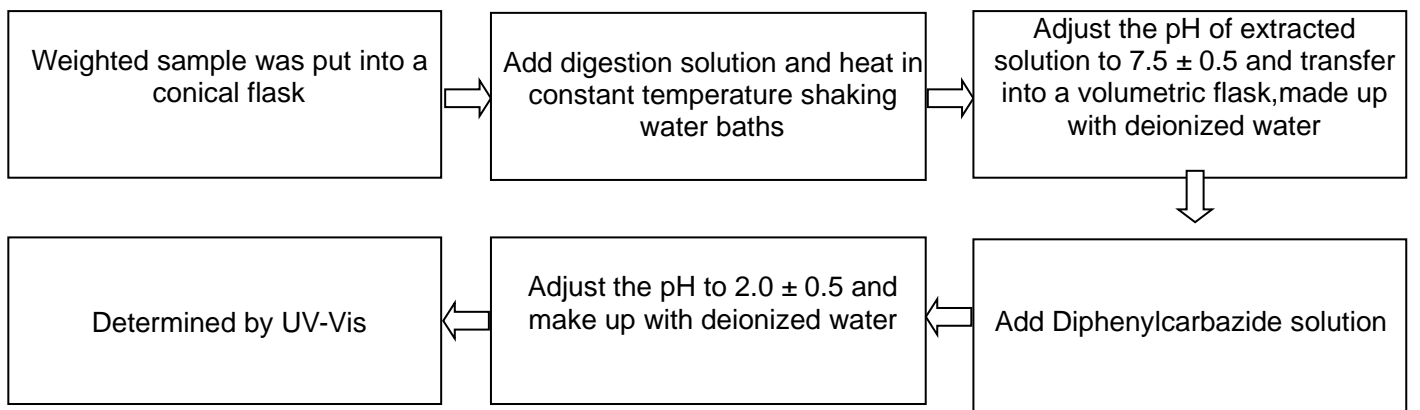 Weighted sample was put into a
conical flask
Add digestion solution and heat in
constant temperature shaking
water baths
Adjust the pH of extracted
solution to 7.5 ± 0.5 and transfer
into a volumetric flask,made up
with deionized water
Add Diphenylcarbazide solution
Adjust the pH to 2.0 ± 0.5 and
make up with deionized water
Determined by UV-Vis